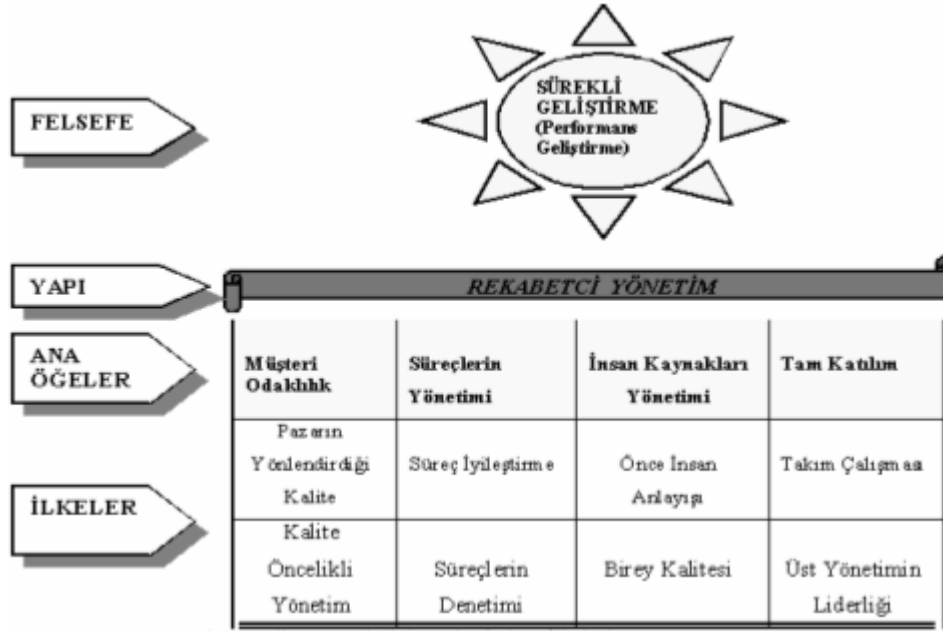 FELSEFE
SÜREKLİ
GELİŞTİRME
(Performans
Geliştirme)
YAPI
REKABETCİ YÖNETİM
ANA
ÖĞELER
Müşteri
Odaklılık
Süreçlerin
Yönetimi
İnsan Kaynakları
Yönetimi
Tam Katılım
İLKELER
Pazarın
Yönlendirdiği
Kalite
Süreç İyileştirme
Önce İnsan
Anlayışı
Takım Çalışması
Kalite
Öncelikli
Yönetim
Süreçlerin
Denetimi
Birey Kalitesi
Üst Yönetimin
Liderliği